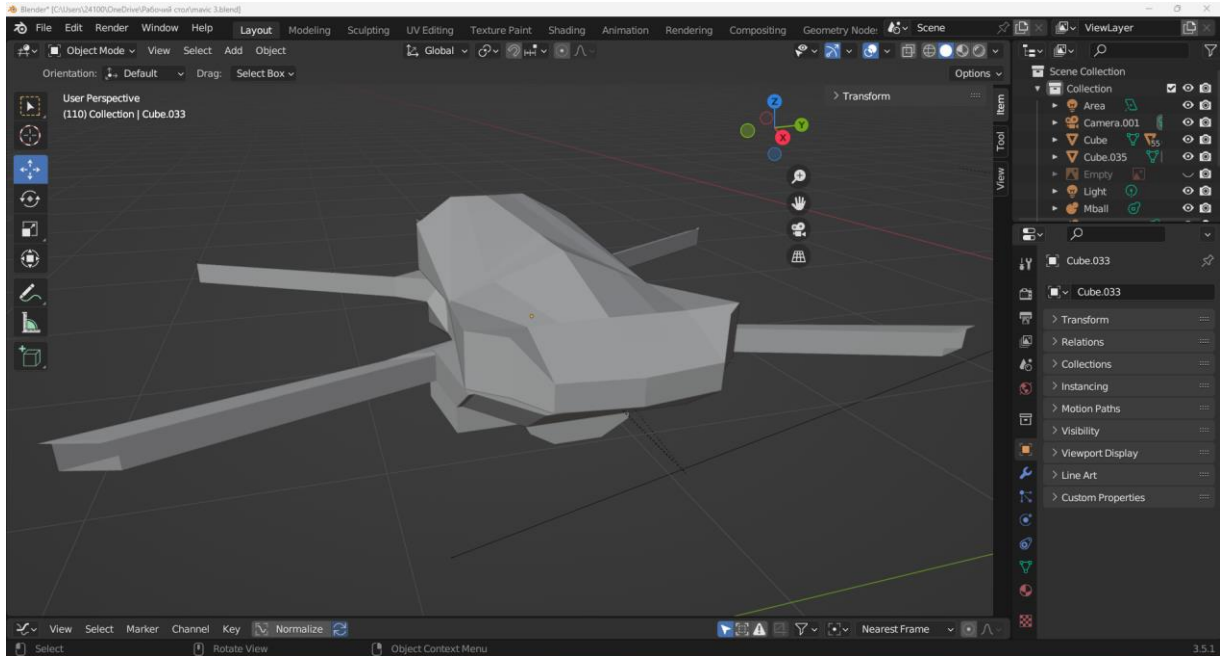 Blender* [C:\Users\24100\OneDrive\Рабочий стол\mavic 3.blend]
File Edit Render Window Help Layout Modeling Sculpting UV Editing Texture Paint Shading Animation Rendering Compositing Geometry Node: Scene ViewLayer
Object Mode View Select Add Object Global
Orientation: Default Drag: Select Box Options
User Perspective
(110) Collection | Cube.033
Transform
Item
Tool
View
Z
Y
X
Scene Collection
Collection
Area
Camera.001
Cube 55
Cube.035
Empty
Light
Mball
Cube.033
Cube.033
Transform
Relations
Collections
Instancing
Motion Paths
Visibility
Viewport Display
Line Art
Custom Properties
View Select Marker Channel Key Normalize Nearest Frame
Select Rotate View Object Context Menu 3.5.1